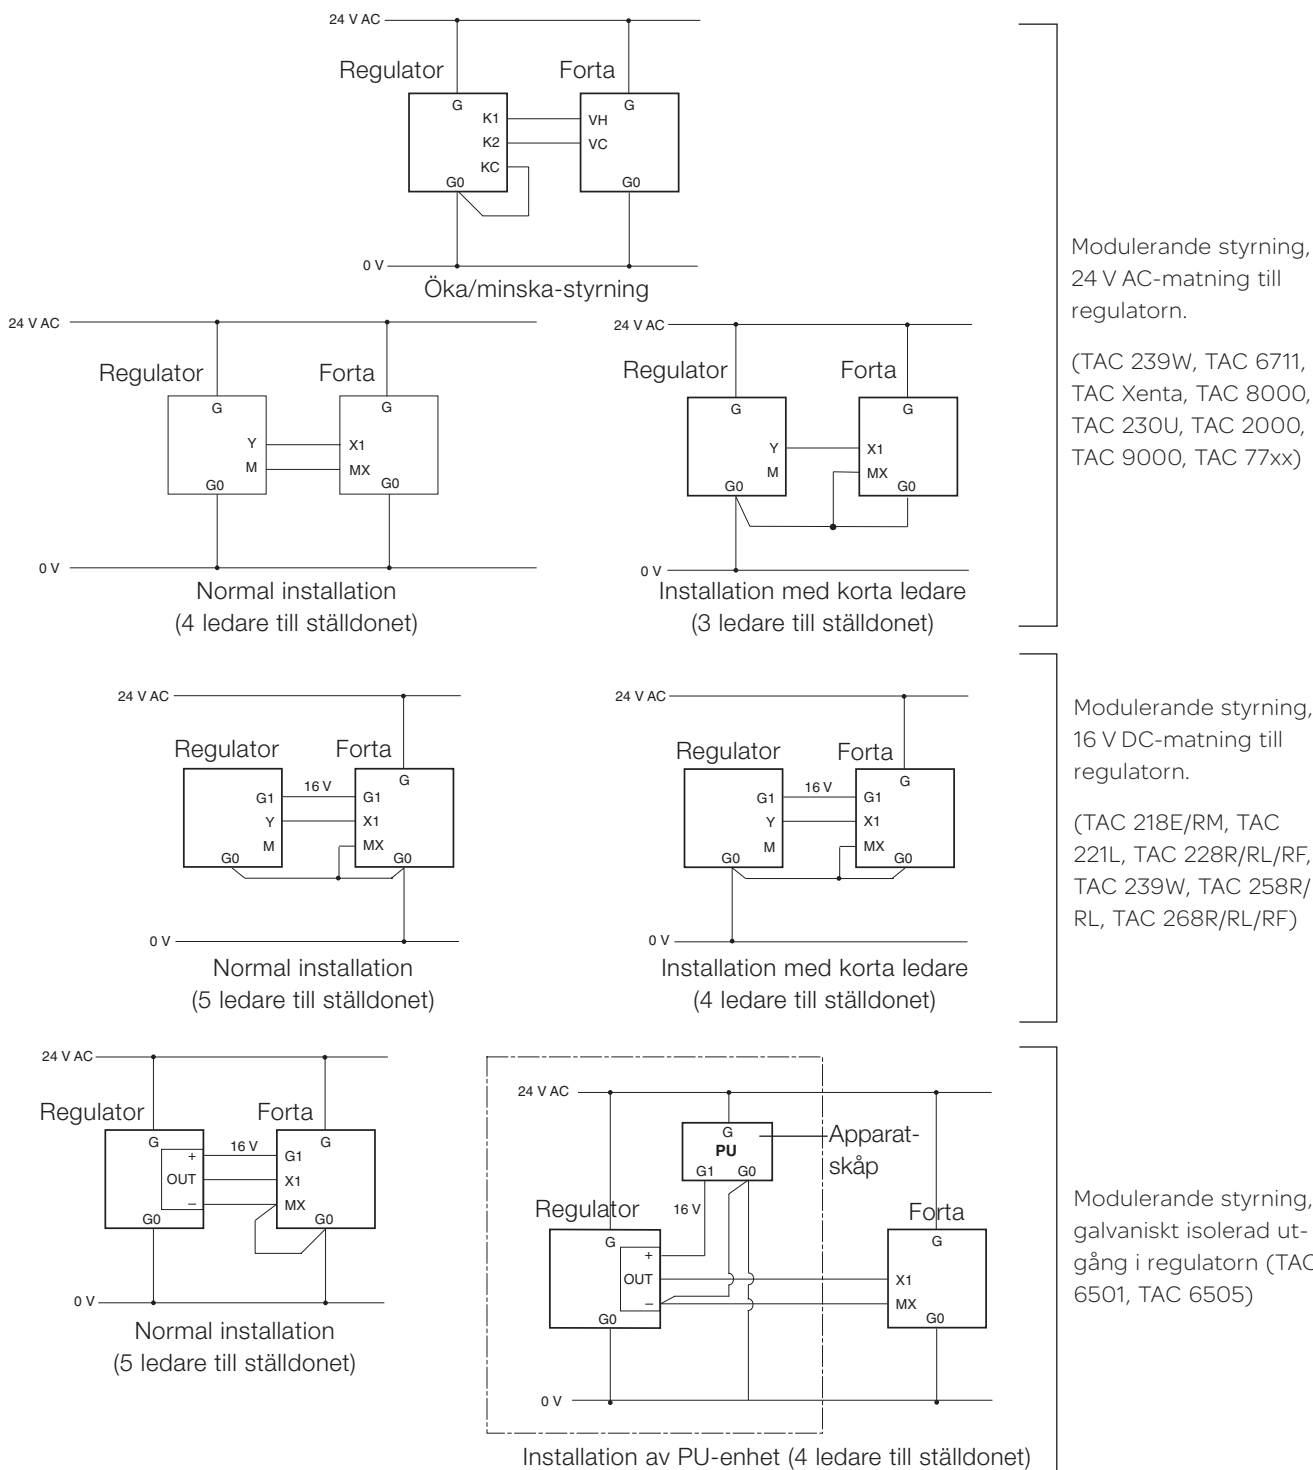 24 V AC
Regulator
Forta
G
G
K1
VH
K2
VC
KC
G0
G0
0 V
Öka/minska-styrning
24 V AC
Regulator
Forta
G
G
Y
X1
M
MX
G0
G0
0 V
Normal installation
(4 ledare till ställdonet)
24 V AC
Regulator
Forta
G
G
Y
X1
M
MX
G0
G0
0 V
Installation med korta ledare
(3 ledare till ställdonet)
Modulerande styrning,
24 V AC-matning till
regulatorn.
(TAC 239W, TAC 6711,
TAC Xenta, TAC 8000,
TAC 230U, TAC 2000,
TAC 9000, TAC 77xx)
24 V AC
Regulator
Forta
G
16 V
G1
G1
Y
X1
M
MX
G0
G0
0 V
Normal installation
(5 ledare till ställdonet)
24 V AC
Regulator
Forta
G
16 V
G1
G1
Y
X1
M
MX
G0
G0
0 V
Installation med korta ledare
(4 ledare till ställdonet)
Modulerande styrning,
16 V DC-matning till
regulatorn.
(TAC 218E/RM, TAC
221L, TAC 228R/RL/RF,
TAC 239W, TAC 258R/
RL, TAC 268R/RL/RF)
24 V AC
Regulator
Forta
G
G
16 V
+
G1
OUT
X1
–
MX
G0
G0
0 V
Normal installation
(5 ledare till ställdonet)
24 V AC
G
PU
G1
G0
Apparat-
skåp
Regulator
16 V
Forta
G
G
+
OUT
X1
–
MX
G0
G0
0 V
Installation av PU-enhet (4 ledare till ställdonet)
Modulerande styrning,
galvaniskt isolerad ut-
gång i regulatorn (TAC
6501, TAC 6505)